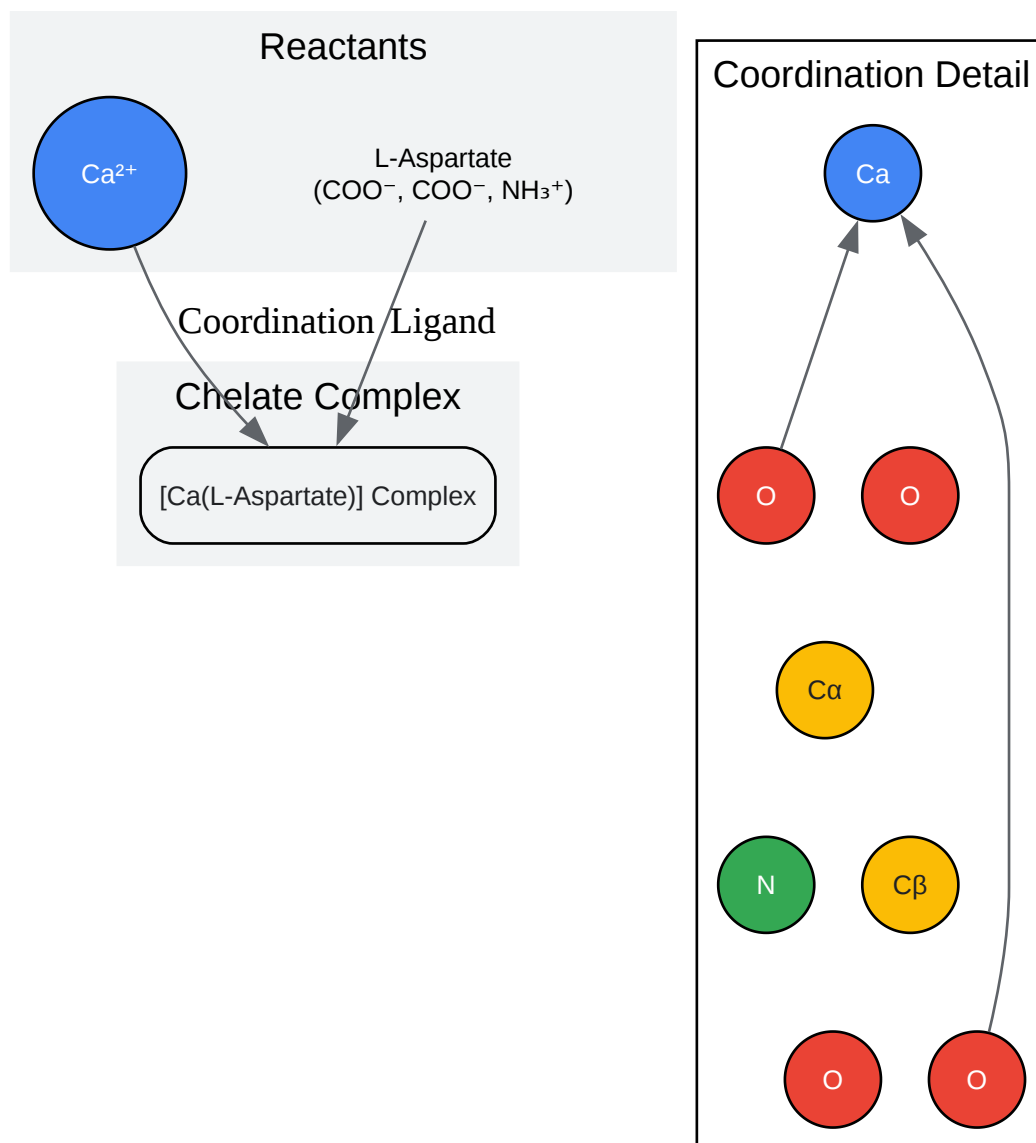 Reactants
Ca²⁺
L-Aspartate
(COO⁻, COO⁻, NH₃⁺)
Coordination
Ligand
Chelate Complex
[Ca(L-Aspartate)] Complex
Coordination Detail
Ca
O
O
Cα
N
Cβ
O
O